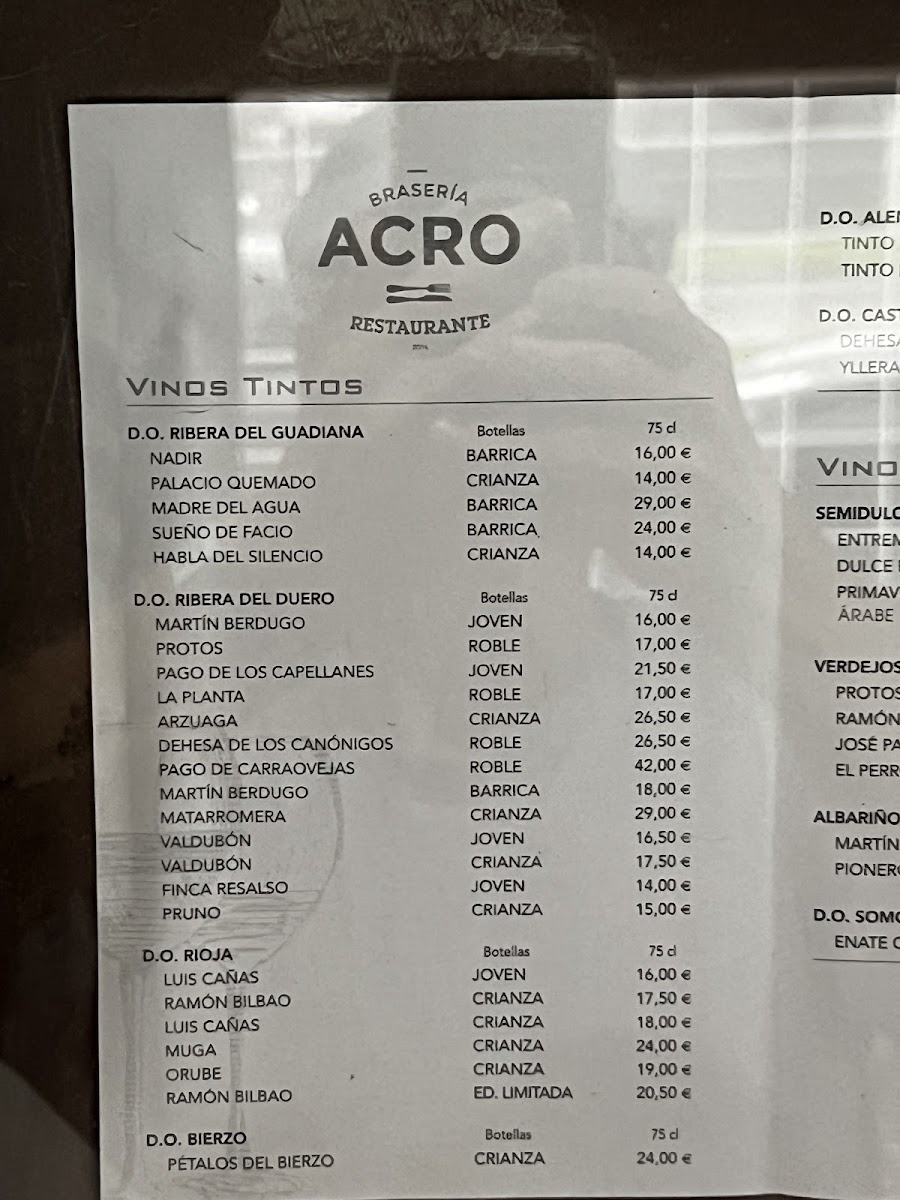 BRASERÍA
ACRO
RESTAURANTE
VINOS TINTOS
D.O. RIBERA DEL GUADIANA Botellas 75 cl
NADIR BARRICA 16,00 €
PALACIO QUEMADO CRIANZA 14,00 €
MADRE DEL AGUA BARRICA 29,00 €
SUEÑO DE FACIO BARRICA 24,00 €
HABLA DEL SILENCIO CRIANZA 14,00 €
D.O. RIBERA DEL DUERO Botellas 75 cl
MARTÍN BERDUGO JOVEN 16,00 €
PROTOS ROBLE 17,00 €
PAGO DE LOS CAPELLANES JOVEN 21,50 €
LA PLANTA ROBLE 17,00 €
ARZUAGA CRIANZA 26,50 €
DEHESA DE LOS CANÓNIGOS ROBLE 26,50 €
PAGO DE CARRAOVEJAS ROBLE 42,00 €
MARTÍN BERDUGO BARRICA 18,00 €
MATARROMERA CRIANZA 29,00 €
VALDUBÓN JOVEN 16,50 €
VALDUBÓN CRIANZA 17,50 €
FINCA RESALSO JOVEN 14,00 €
PRUNO CRIANZA 15,00 €
D.O. RIOJA Botellas 75 cl
LUIS CAÑAS JOVEN 16,00 €
RAMÓN BILBAO CRIANZA 17,50 €
LUIS CAÑAS CRIANZA 18,00 €
MUGA CRIANZA 24,00 €
ORUBE CRIANZA 19,00 €
RAMÓN BILBAO ED. LIMITADA 20,50 €
D.O. BIERZO Botellas 75 cl
PÉTALOS DEL BIERZO CRIANZA 24,00 €
D.O. ALE
TINTO
TINTO
D.O. CAS
DEHESA
YLLERA
VINO
SEMIDULC
ENTREM
DULCE
PRIMAV
ÁRABE
VERDEJOS
PROTOS
RAMÓN
JOSÉ PA
EL PERR
ALBARIÑO
MARTÍN
PIONERO
D.O. SOMO
ENATE